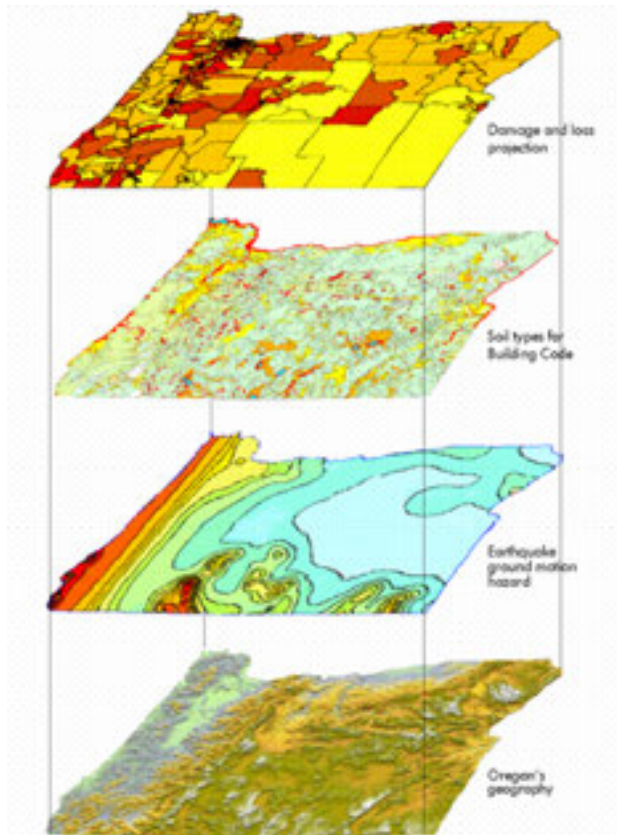 Damage and loss
projection
Soil types for
Building Code
Earthquake
ground motion
hazard
Oregon's
geography